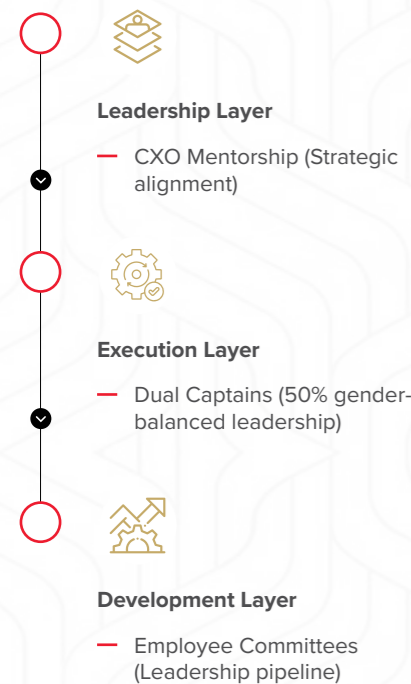 Leadership Layer
— CXO Mentorship (Strategic
alignment)
Execution Layer
— Dual Captains (50% gender-
balanced leadership)
Development Layer
— Employee Committees
(Leadership pipeline)